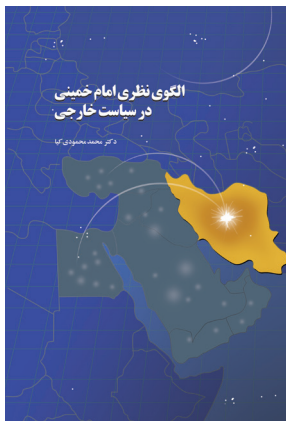 الگوی نظری امام خمینی
در سیاست خارجی
دکتر محمد محمودی‌کیا